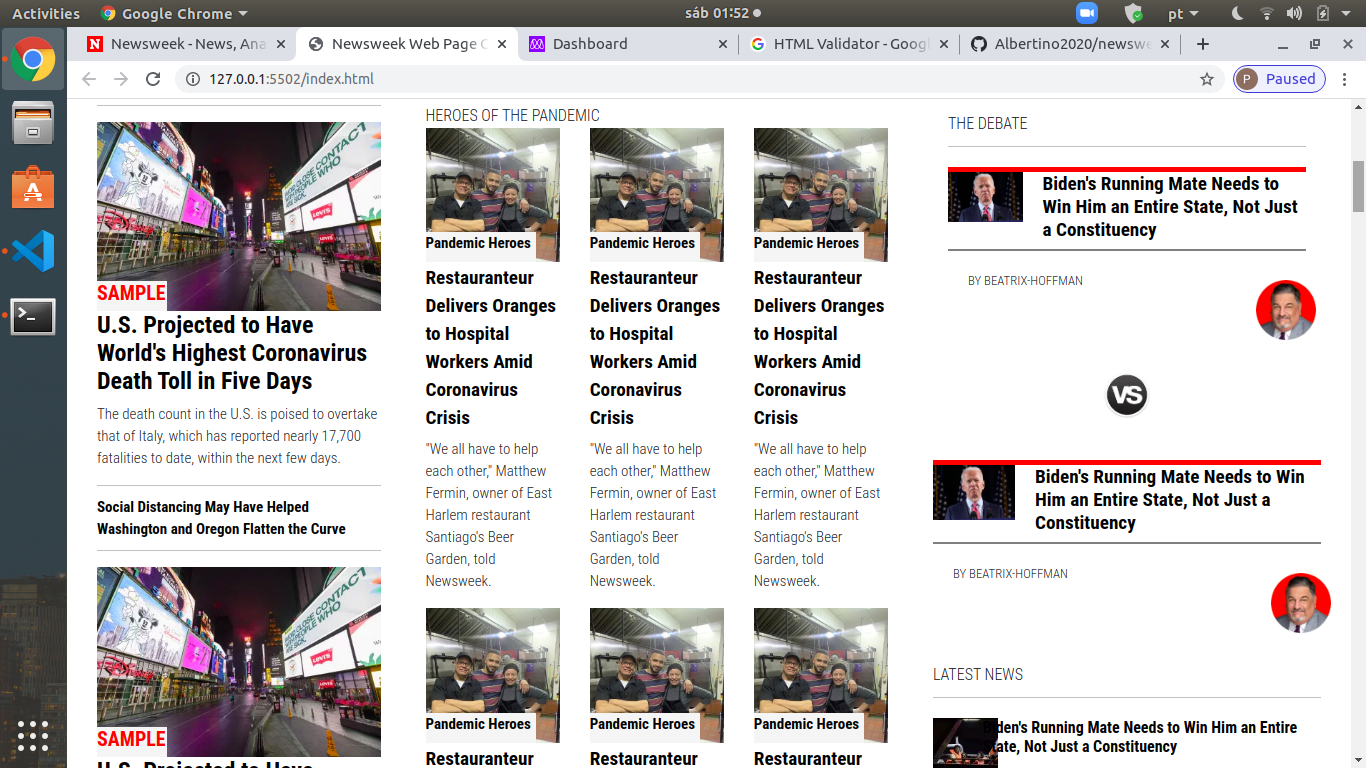 Activities
Google Chrome
sáb 01:52
pt
Newsweek - News, Ana
Newsweek Web Page C
Dashboard
HTML Validator - Goog
Albertino2020/newswe
127.0.0.1:5502/index.html
P
Paused
CLOSE CONTACT
LEVI'S
SAMPLE
U.S. Projected to Have
World's Highest Coronavirus
Death Toll in Five Days
The death count in the U.S. is poised to overtake
that of Italy, which has reported nearly 17,700
fatalities to date, within the next few days.
Social Distancing May Have Helped
Washington and Oregon Flatten the Curve
CLOSE CONTACT
LEVI'S
SAMPLE
U.S. Projected to Have
HEROES OF THE PANDEMIC
Pandemic Heroes
Restauranteur
Delivers Oranges
to Hospital
Workers Amid
Coronavirus
Crisis
"We all have to help
each other," Matthew
Fermin, owner of East
Harlem restaurant
Santiago's Beer
Garden, told
Newsweek.
Pandemic Heroes
Restauranteur
Delivers Oranges
to Hospital
Workers Amid
Coronavirus
Crisis
"We all have to help
each other," Matthew
Fermin, owner of East
Harlem restaurant
Santiago's Beer
Garden, told
Newsweek.
Pandemic Heroes
Restauranteur
Delivers Oranges
to Hospital
Workers Amid
Coronavirus
Crisis
"We all have to help
each other," Matthew
Fermin, owner of East
Harlem restaurant
Santiago's Beer
Garden, told
Newsweek.
Pandemic Heroes
Restauranteur
Pandemic Heroes
Restauranteur
Pandemic Heroes
Restauranteur
THE DEBATE
Biden's Running Mate Needs to
Win Him an Entire State, Not Just
a Constituency
BY BEATRIX-HOFFMAN
VS
Biden's Running Mate Needs to Win
Him an Entire State, Not Just a
Constituency
BY BEATRIX-HOFFMAN
LATEST NEWS
Biden's Running Mate Needs to Win Him an Entire
State, Not Just a Constituency